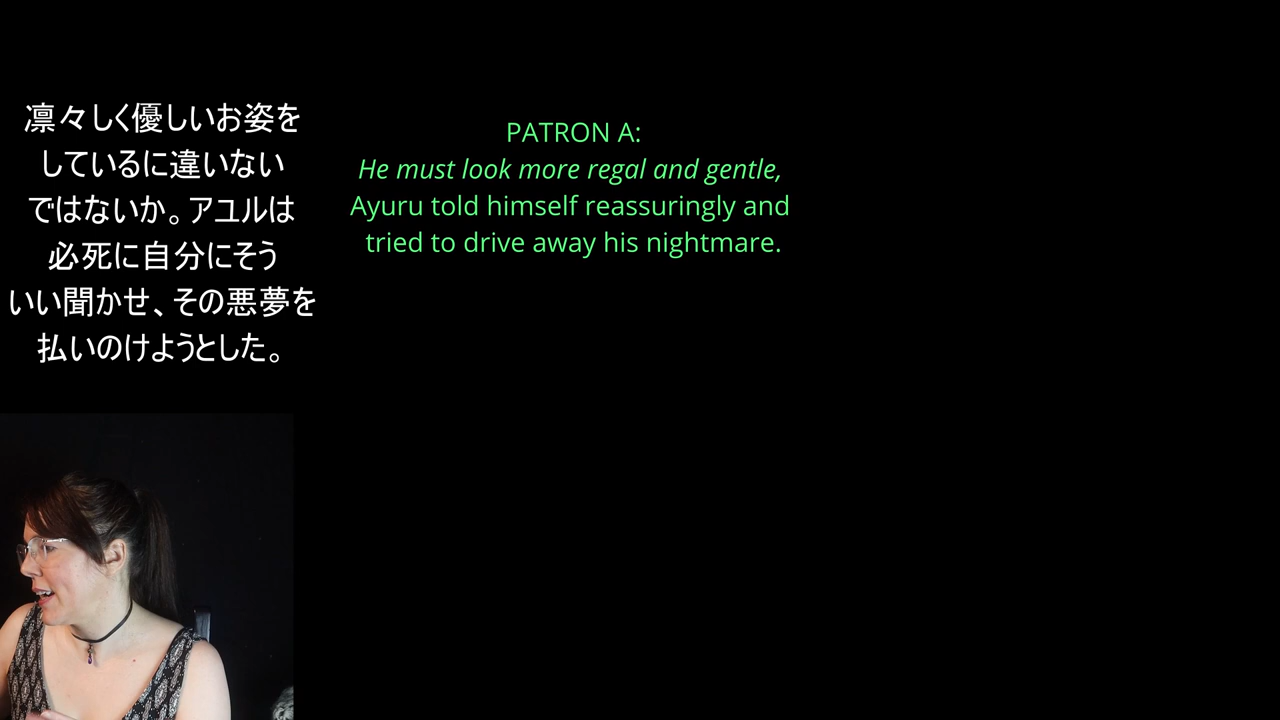 凛々しく優しいお姿を
しているに違いない
ではないか。アユルは
必死に自分にそう
いい聞かせ、その悪夢を
払いのけようとした。
PATRON A:
He must look more regal and gentle,
Ayuru told himself reassuringly and
tried to drive away his nightmare.